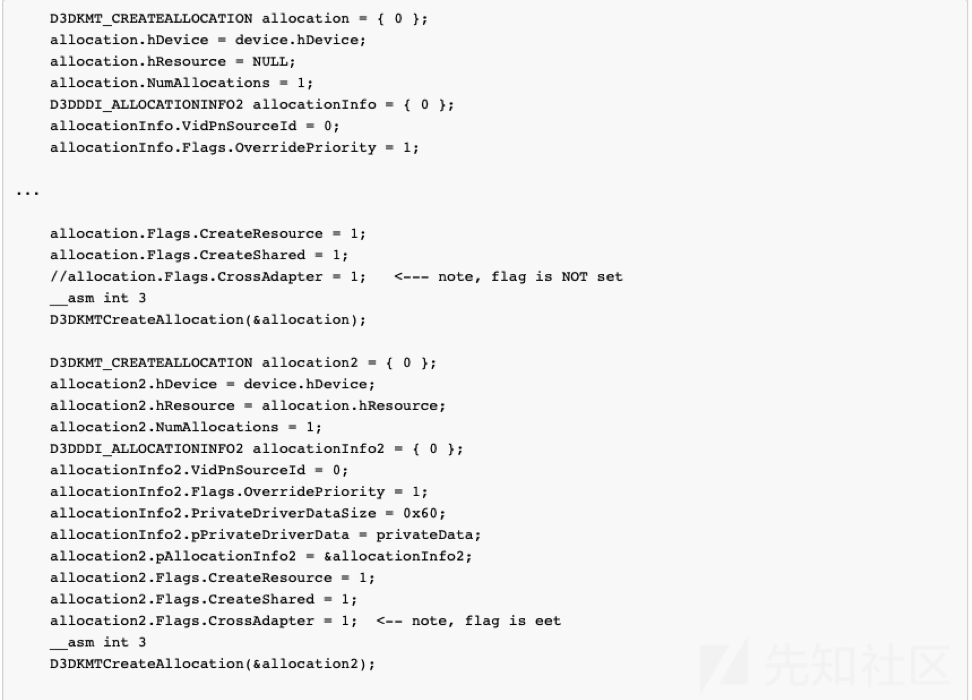 D3DKMT_CREATEALLOCATION allocation = { 0 };
allocation.hDevice = device.hDevice;
allocation.hResource = NULL;
allocation.NumAllocations = 1;
D3DDDI_ALLOCATIONINFO2 allocationInfo = { 0 };
allocationInfo.VidPnSourceId = 0;
allocationInfo.Flags.OverridePriority = 1;
...
allocation.Flags.CreateResource = 1;
allocation.Flags.CreateShared = 1;
//allocation.Flags.CrossAdapter = 1;   <--- note, flag is NOT set
__asm int 3
D3DKMTCreateAllocation(&allocation);
D3DKMT_CREATEALLOCATION allocation2 = { 0 };
allocation2.hDevice = device.hDevice;
allocation2.hResource = allocation.hResource;
allocation2.NumAllocations = 1;
D3DDDI_ALLOCATIONINFO2 allocationInfo2 = { 0 };
allocationInfo2.VidPnSourceId = 0;
allocationInfo2.Flags.OverridePriority = 1;
allocationInfo2.PrivateDriverDataSize = 0x60;
allocationInfo2.pPrivateDriverData = privateData;
allocation2.pAllocationInfo2 = &allocationInfo2;
allocation2.Flags.CreateResource = 1;
allocation2.Flags.CreateShared = 1;
allocation2.Flags.CrossAdapter = 1;  <-- note, flag is eet
__asm int 3
D3DKMTCreateAllocation(&allocation2);
先知社区